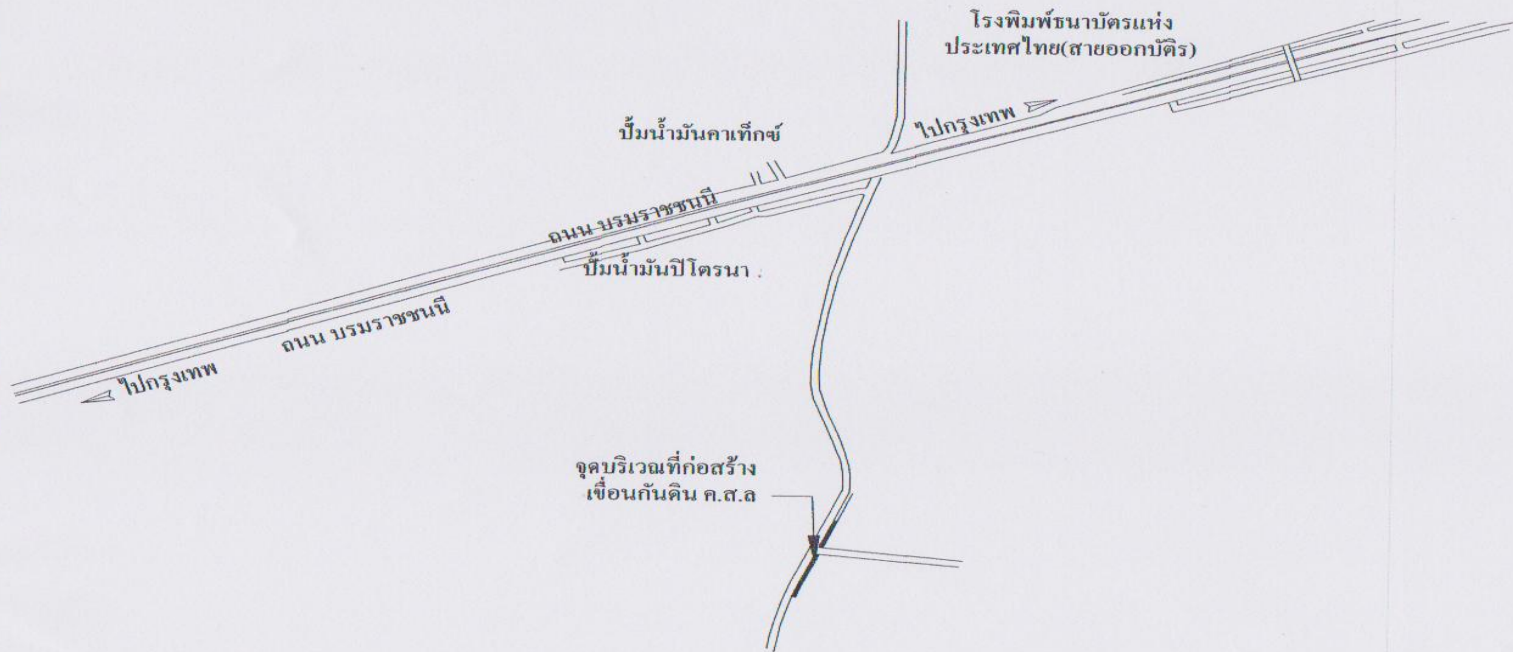 โรงพิมพ์ธนาบัตรแห่ง
ประเทศไทย(สายออกบัติร)
ไปกรุงเทพ
ปั้มน้ำมันคาเท็กซ์
ถนน บรมราชชนนี
ปั้มน้ำมันปิโตรนา
ถนน บรมราชชนนี
ไปกรุงเทพ
จุดบริเวณที่ก่อสร้าง
เขื่อนกันดิน ค.ส.ล